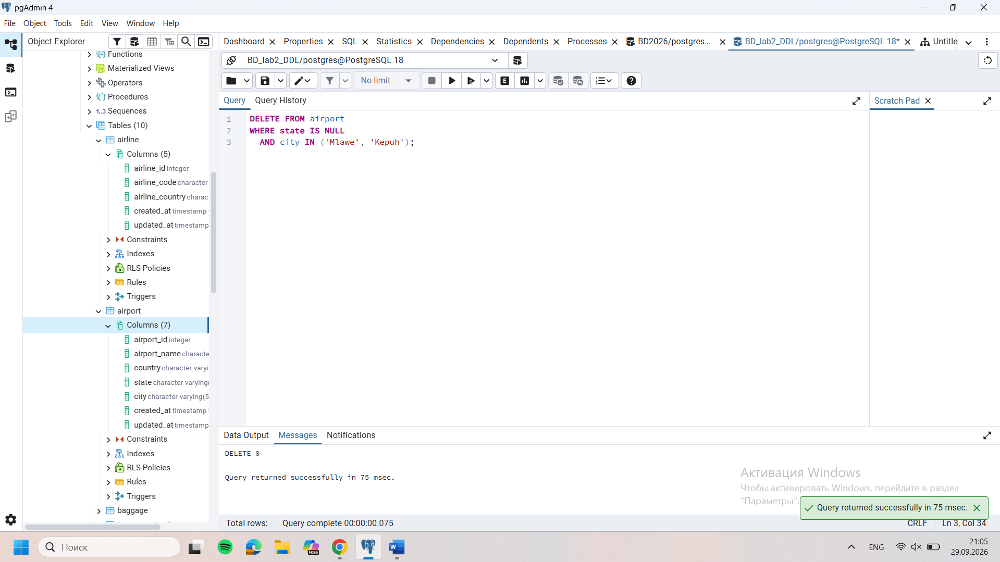 pgAdmin 4
File Object Tools Edit View Window Help
Object Explorer
Dashboard Properties SQL Statistics Dependencies Dependents Processes BD2026/postgres... BD_lab2_DDL/postgres@PostgreSQL 18* Untitle
Functions
Materialized Views
Operators
Procedures
1..3 Sequences
Tables (10)
airline
Columns (5)
airline_id integer
airline_code character
airline_country charac
created_at timestamp
updated_at timestamp
Constraints
Indexes
RLS Policies
Rules
Triggers
airport
Columns (7)
airport_id integer
airport_name characte
country character varyi
state character varying(
city character varying(5
created_at timestamp
updated_at timestamp
Constraints
Indexes
RLS Policies
Rules
Triggers
baggage
BD_lab2_DDL/postgres@PostgreSQL 18
No limit
E
Query Query History
Scratch Pad
1 DELETE FROM airport
2 WHERE state IS NULL
3 AND city IN ('Mlawe', 'Kepuh');
Data Output Messages Notifications
DELETE 0
Query returned successfully in 75 msec.
Активация Windows
Чтобы активировать Windows, перейдите в раздел
"Параметры".
Query returned successfully in 75 msec.
Total rows: Query complete 00:00:00.075 CRLF Ln 3, Col 34
Поиск
M365
W
ENG
21:05
29.09.2026